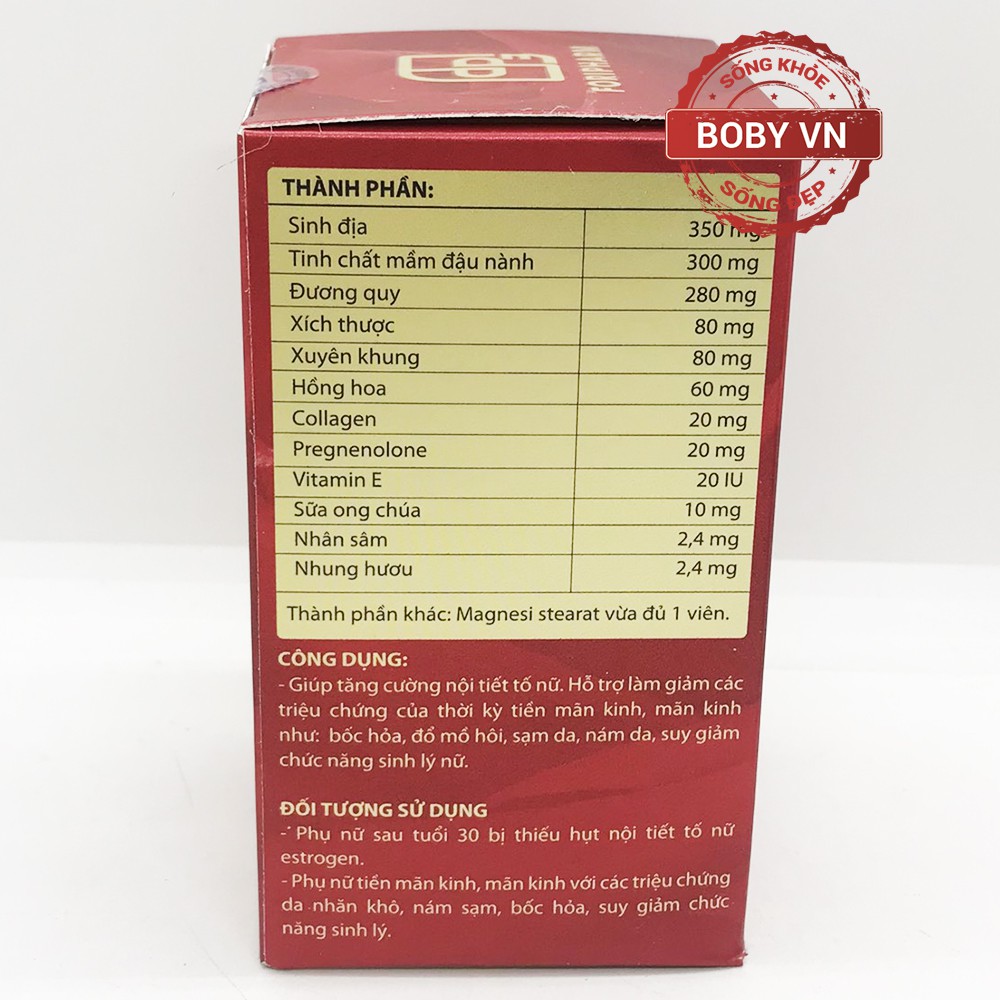 FORIPHARM
SỐNG KHỎE
BOBY VN
SỐNG ĐẸP
THÀNH PHẦN:
Sinh địa 350 mg
Tinh chất mầm đậu nành 300 mg
Đương quy 280 mg
Xích thược 80 mg
Xuyên khung 80 mg
Hồng hoa 60 mg
Collagen 20 mg
Pregnenolone 20 mg
Vitamin E 20 IU
Sữa ong chúa 10 mg
Nhân sâm 2,4 mg
Nhung hươu 2,4 mg
Thành phần khác: Magnesi stearat vừa đủ 1 viên.
CÔNG DỤNG:
- Giúp tăng cường nội tiết tố nữ. Hỗ trợ làm giảm các
triệu chứng của thời kỳ tiền mãn kinh, mãn kinh
như: bốc hỏa, đổ mồ hôi, sạm da, nám da, suy giảm
chức năng sinh lý nữ.
ĐỐI TƯỢNG SỬ DỤNG
- Phụ nữ sau tuổi 30 bị thiếu hụt nội tiết tố nữ
estrogen.
- Phụ nữ tiền mãn kinh, mãn kinh với các triệu chứng
da nhăn khô, nám sạm, bốc hỏa, suy giảm chức
năng sinh lý.